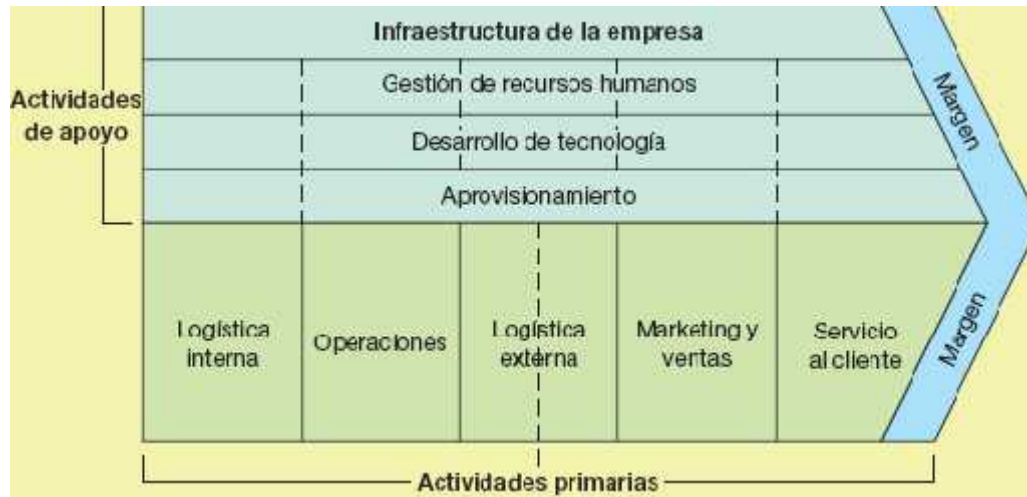 Infraestructura de la empresa
Actividades
de apoyo
Gestión de recursos humanos
Desarrollo de tecnología
Aprovisionamiento
Margen
Logística
interna
Operaciones
Logística
externa
Marketing y
ventas
Servicio
al cliente
Margen
Actividades primarias